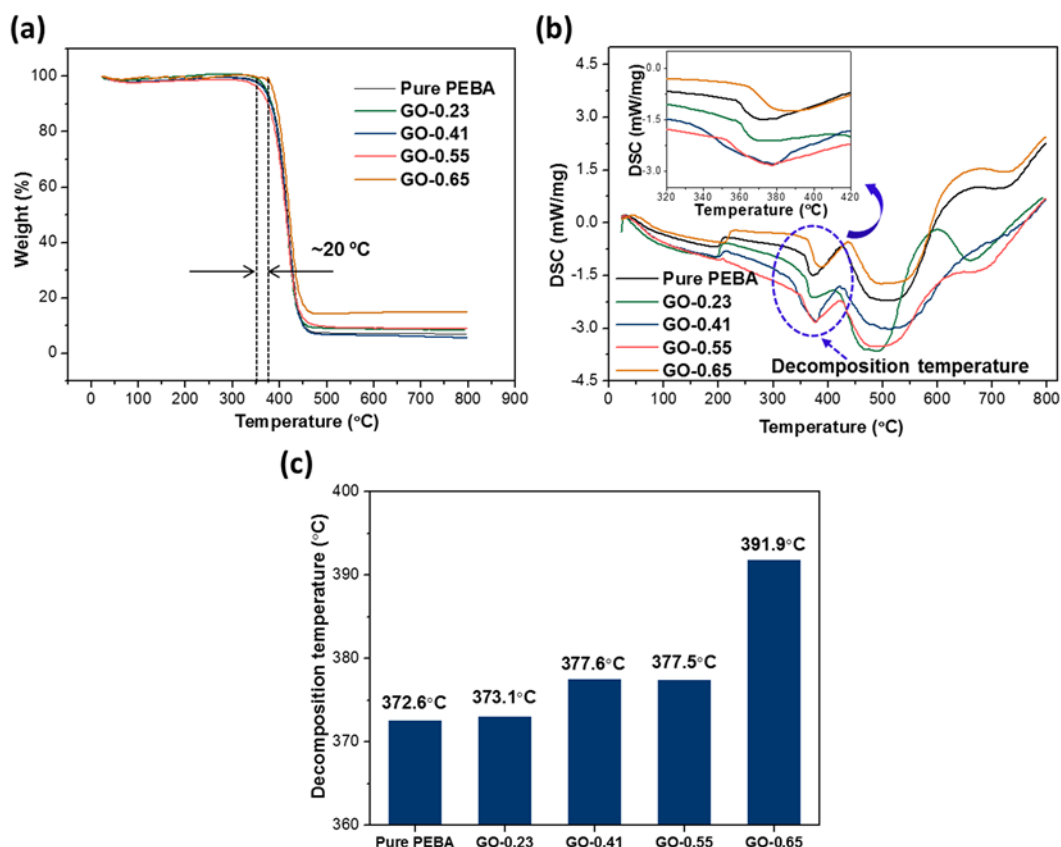 (a)
100
80
60
40
20
0
Weight (%)
Pure PEBA
GO-0.23
GO-0.41
GO-0.55
GO-0.65
~20 ºC
0 100 200 300 400 500 600 700 800 900
Temperature (°C)
(b)
4.5
3.0
1.5
0.0
-1.5
-3.0
-4.5
DSC (mW/mg)
0.0
-1.5
-3.0
DSC (mW/mg)
320 340 360 380 400 420
Temperature (°C)
Pure PEBA
GO-0.23
GO-0.41
GO-0.55
GO-0.65
Decomposition temperature
0 100 200 300 400 500 600 700 800
Temperature (°C)
(c)
400
390
380
370
360
Decomposition temperature (°C)
372.6°C
373.1°C
377.6°C
377.5°C
391.9°C
Pure PEBA GO-0.23 GO-0.41 GO-0.55 GO-0.65